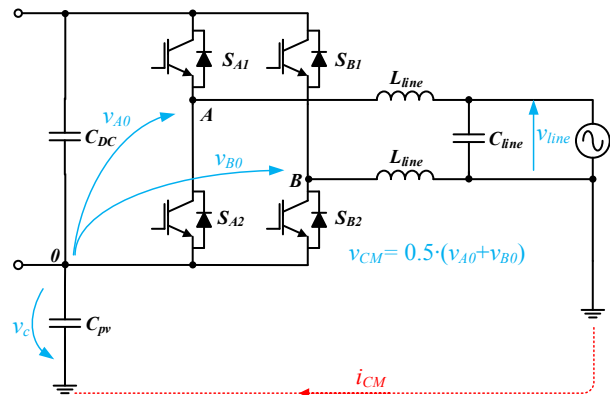 S_A1
S_B1
L_line
v_A0
A
C_DC
C_line
v_line
v_B0
B
L_line
S_A2
S_B2
0
v_CM= 0.5·(v_A0+v_B0)
v_c
C_pv
i_CM